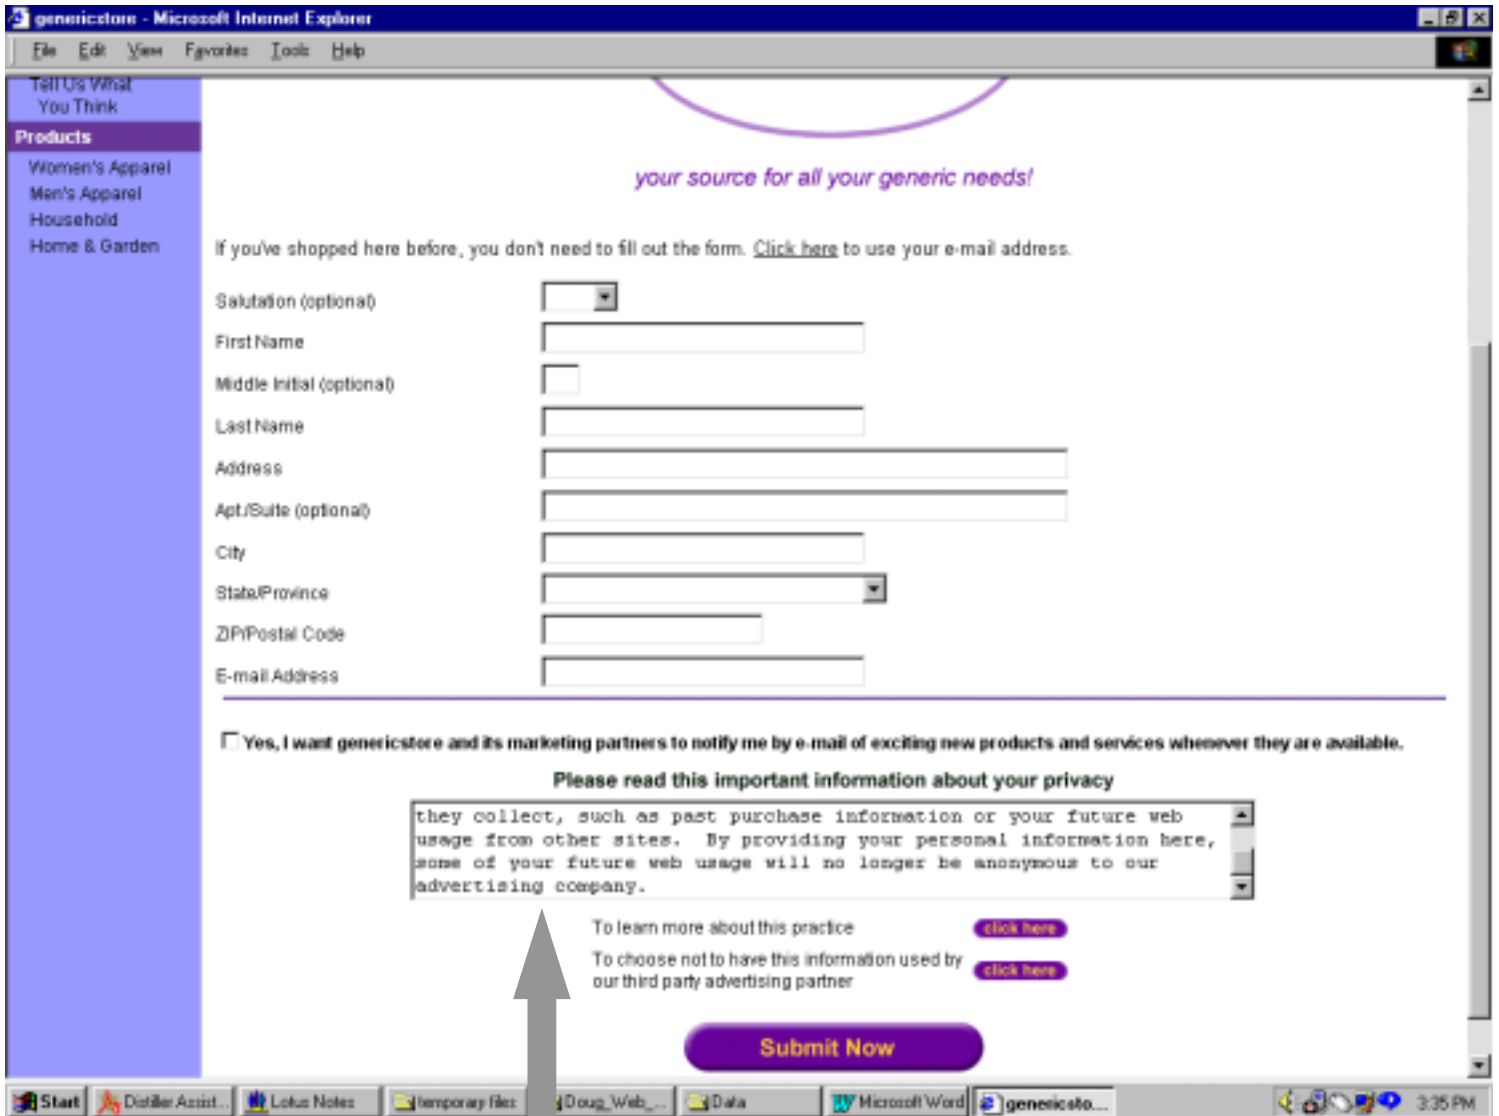 genericstore - Microsoft Internet Explorer
File Edit View Favorites Tools Help
Tell Us What
You Think
Products
Women's Apparel
Men's Apparel
Household
Home & Garden
your source for all your generic needs!
If you've shopped here before, you don't need to fill out the form. Click here to use your e-mail address.
Salutation (optional)
First Name
Middle Initial (optional)
Last Name
Address
Apt./Suite (optional)
City
State/Province
ZIP/Postal Code
E-mail Address
Yes, I want genericstore and its marketing partners to notify me by e-mail of exciting new products and services whenever they are available.
Please read this important information about your privacy
they collect, such as past purchase information or your future web
usage from other sites. By providing your personal information here,
some of your future web usage will no longer be anonymous to our
advertising company.
To learn more about this practice click here
To choose not to have this information used by
our third party advertising partner click here
Submit Now
Start Distiller Assist... Lotus Notes temporary files Doug_Web_... Data Microsoft Word genericsto... 3:35 PM